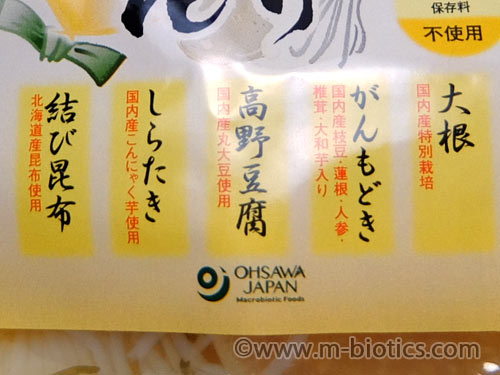 保存料
不使用
大根
国内産特別栽培
がんもどき
国内産枝豆・蓮根・人参・
椎茸・大和芋入り
高野豆腐
国内産丸大豆使用
しらたき
国内産こんにゃく芋使用
結び昆布
北海道産昆布使用
OHSAWA
JAPAN
Macrobiotic Foods
©www.m-biotics.com